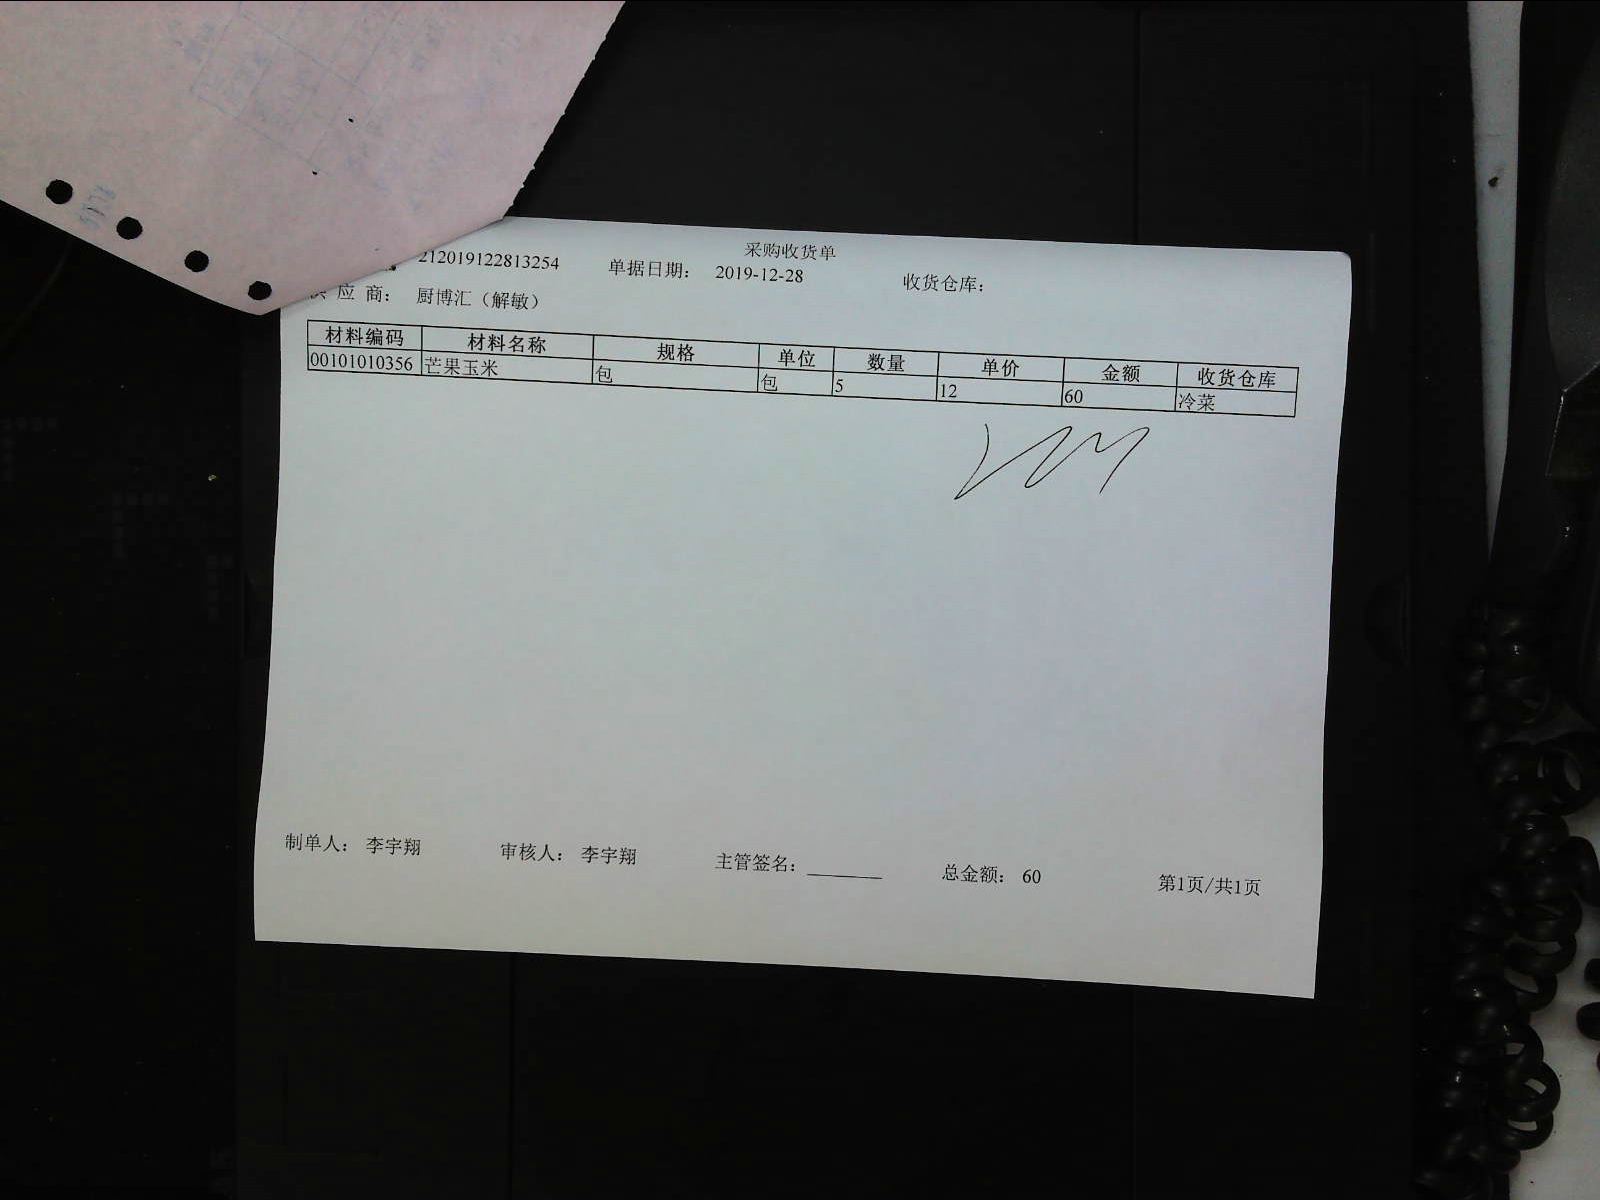 采购收货单
212019122813254 单据日期: 2019-12-28 收货仓库:
应 商: 厨博汇（解敏）
材料编码 材料名称 规格 单位 数量 单价 金额 收货仓库
00101010356 芒果玉米 包 包 5 12 60 冷菜
制单人: 李宇翔 审核人: 李宇翔 主管签名: ________ 总金额: 60 第1页/共1页